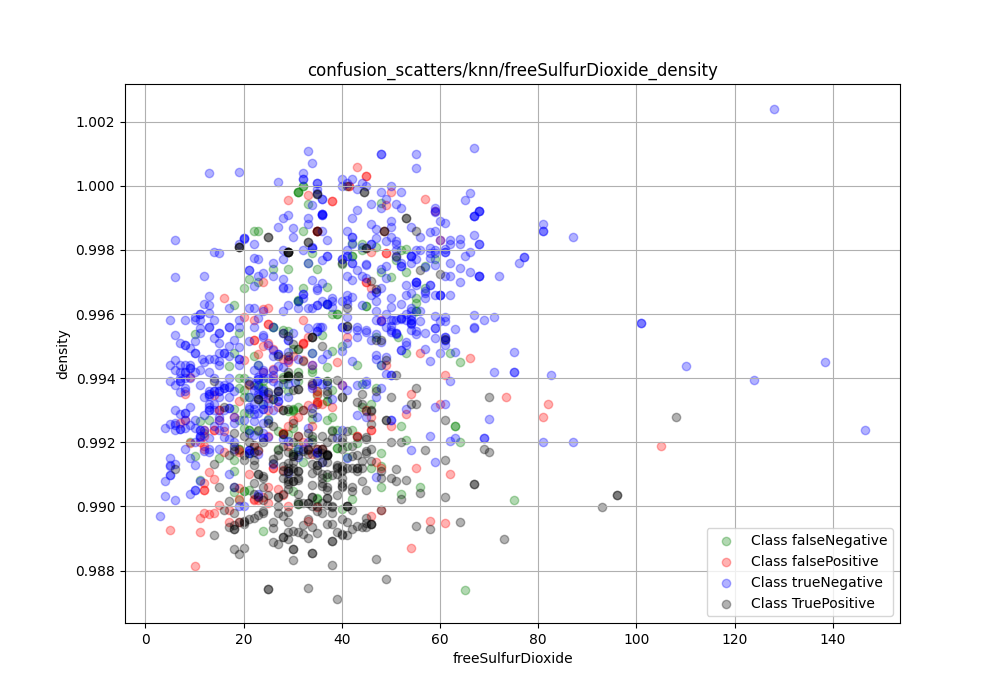 confusion_scatters/knn/freeSulfurDioxide_density
density
1.002
1.000
0.998
0.996
0.994
0.992
0.990
0.988
0 20 40 60 80 100 120 140
freeSulfurDioxide
Class falseNegative
Class falsePositive
Class trueNegative
Class TruePositive